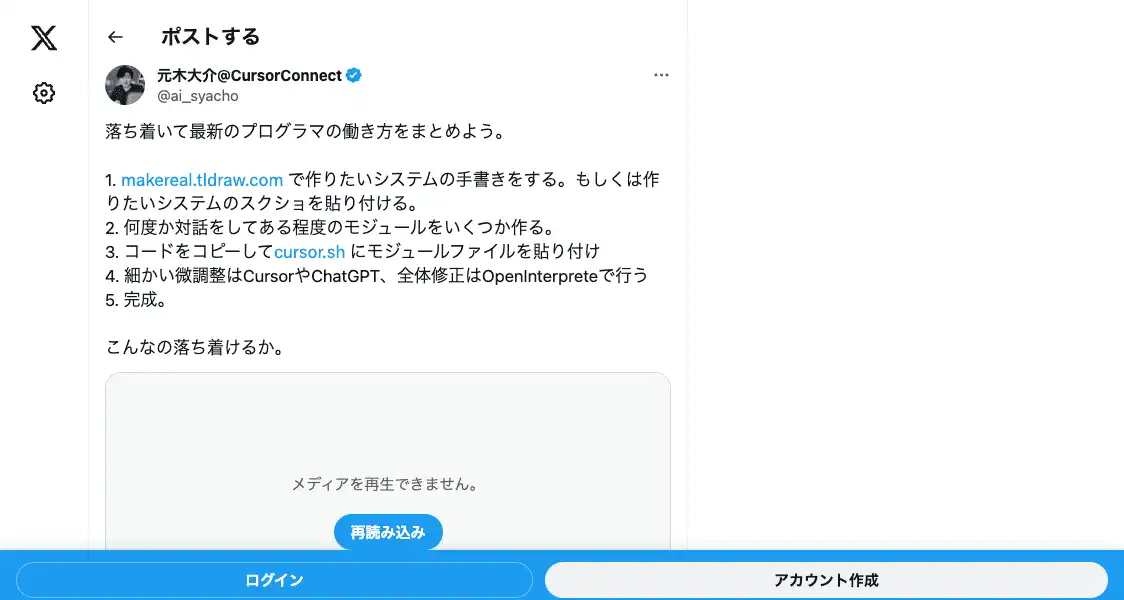 ポストする
元木大介@CursorConnect
@ai_syacho
落ち着いて最新のプログラマの働き方をまとめよう。
1. makereal.tldraw.com で作りたいシステムの手書きをする。もしくは作
りたいシステムのスクショを貼り付ける。
2. 何度か対話をしてある程度のモジュールをいくつか作る。
3. コードをコピーしてcursor.sh にモジュールファイルを貼り付け
4. 細かい微調整はCursorやChatGPT、全体修正はOpenInterpreteで行う
5. 完成。
こんなの落ち着けるか。
メディアを再生できません。
再読み込み
ログイン
アカウント作成